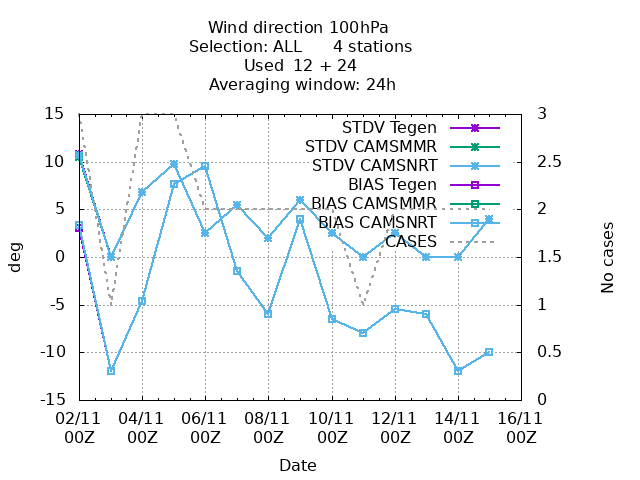 Wind direction 100hPa
Selection: ALL 4 stations
Used 12 + 24
Averaging window: 24h
15 3
STDV Tegen
STDV CAMSMMR
10 STDV CAMSNRT 2.5
BIAS Tegen
5 BIAS CAMSMMR 2
BIAS CAMSNRT
CASES
0 1.5
deg
No cases
-5 1
-10 0.5
-15 0
02/11 04/11 06/11 08/11 10/11 12/11 14/11 16/11
00Z 00Z 00Z 00Z 00Z 00Z 00Z 00Z
Date